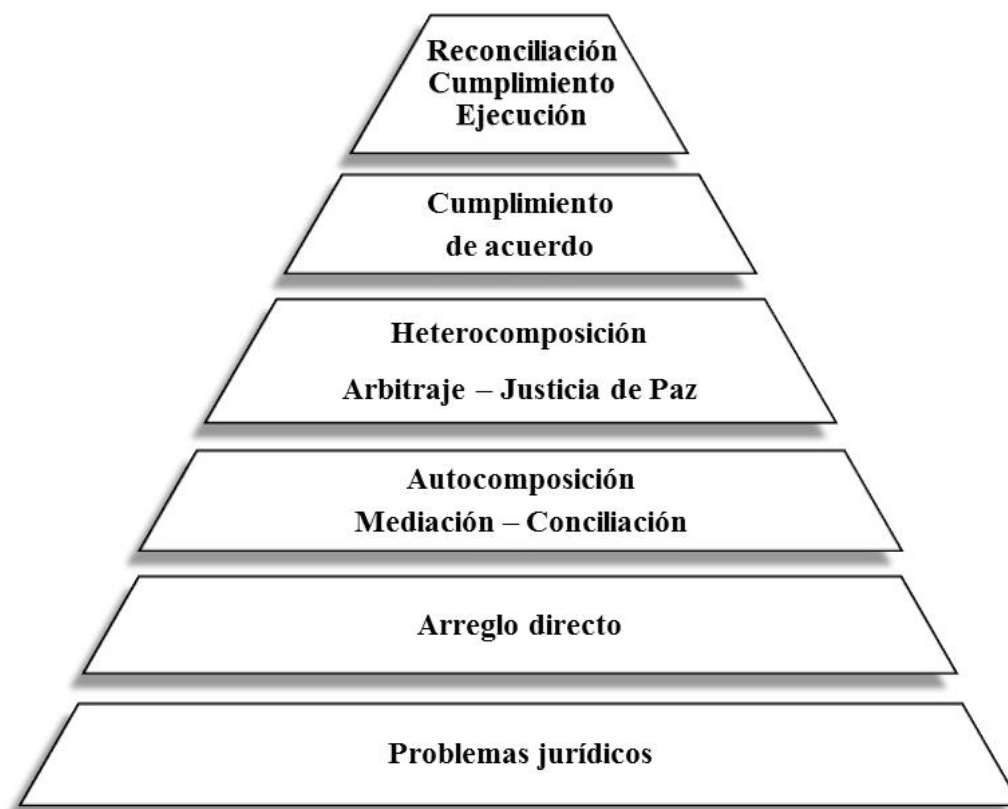 Reconciliación
Cumplimiento
Ejecución
Cumplimiento
de acuerdo
Heterocomposición
Arbitraje – Justicia de Paz
Autocomposición
Mediación – Conciliación
Arreglo directo
Problemas jurídicos